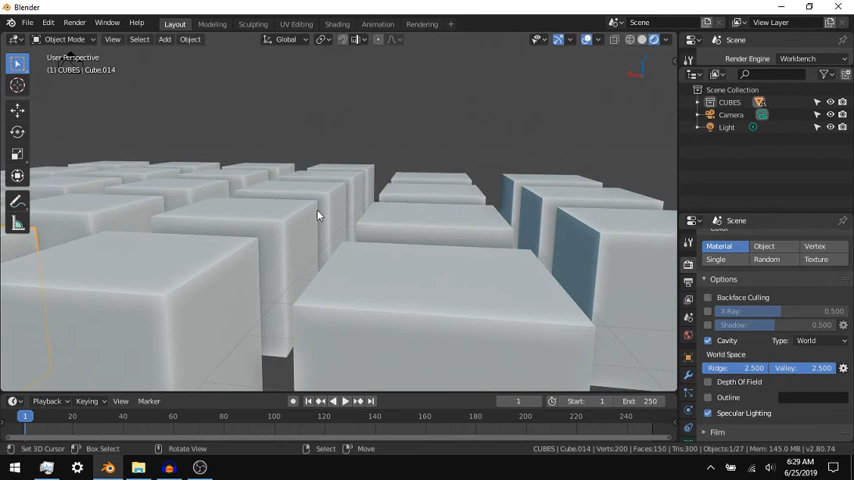 Blender
File Edit Render Window Help
Layout Modeling Sculpting UV Editing Shading Animation Rendering +
Scene
View Layer
Object Mode View Select Add Object
Global
User Perspective
(1) CUBES | Cube.014
Scene
Render Engine Workbench
Scene Collection
CUBES
Camera
Light
Scene
Color
Material Object Vertex
Single Random Texture
Options
Backface Culling
X-Ray: 0.500
Shadow: 0.500
Cavity Type: World
World Space
Ridge: 2.500 Valley: 2.500
Depth Of Field
Outline
Specular Lighting
Film
Playback Keying View Marker
1 Start: 1 End: 250
1 20 40 60 80 100 120 140 160 180 200 220 240
Set 3D Cursor Box Select Rotate View Select Move
CUBES | Cube.014 | Verts:200 | Faces:150 | Tris:300 | Objects:1/27 | Mem: 145.0 MB | v2.80.74
6:29 AM
6/25/2019